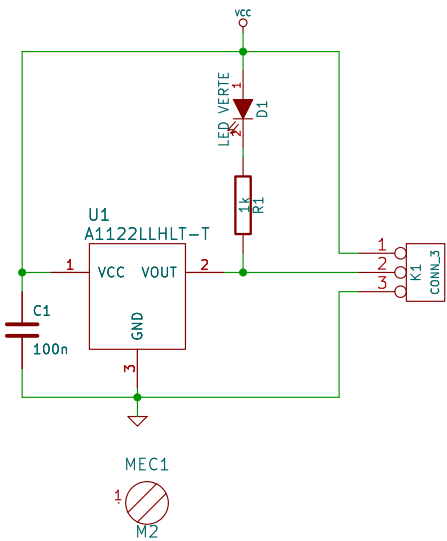 VCC
1
LED VERTE
D1
2
1k
R1
U1
A1122LLHLT-T
1
VCC
VOUT
2
GND
3
C1
100n
1
2
3
K1
CONN_3
MEC1
1
M2